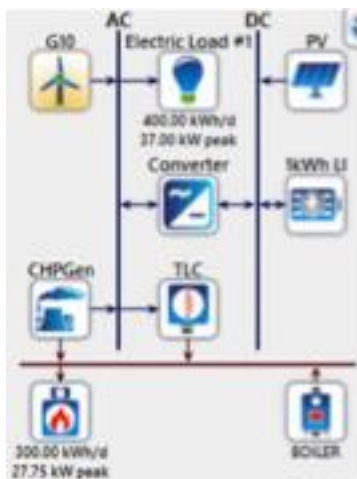 AC
DC
G10
Electric Load #1
PV
400.00 kWh/d
37.00 kW peak
Converter
1kWh LI
CHPGen
TLC
300.00 kWh/d
27.75 kW peak
BOILER